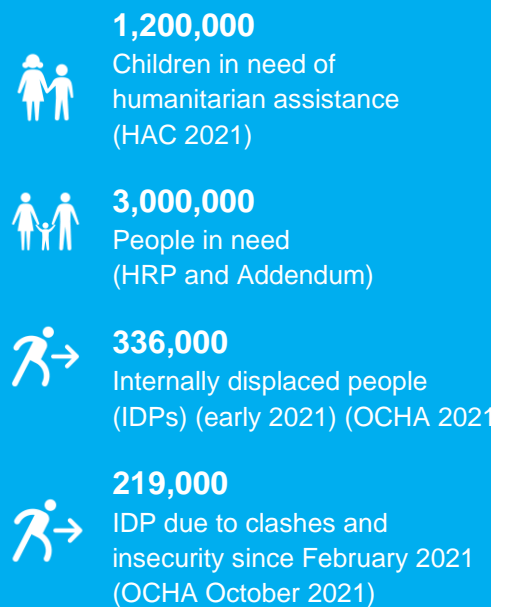 1,200,000
Children in need of
humanitarian assistance
(HAC 2021)
3,000,000
People in need
(HRP and Addendum)
336,000
Internally displaced people
(IDPs) (early 2021) (OCHA 2021
219,000
IDP due to clashes and
insecurity since February 2021
(OCHA October 2021)